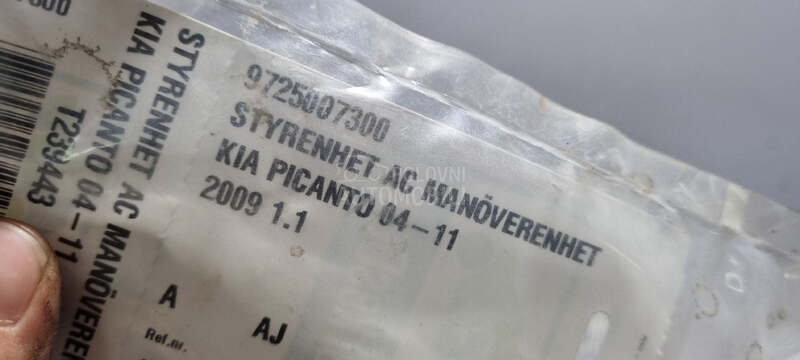 9725007300
STYRENHET AC MANÖVERENHET
KIA PICANTO 04-11
2009 1.1
A
AJ
Ref.nr.
STYRENHET AC MANÖVEREN
KIA PICANTO 04-11
T239443